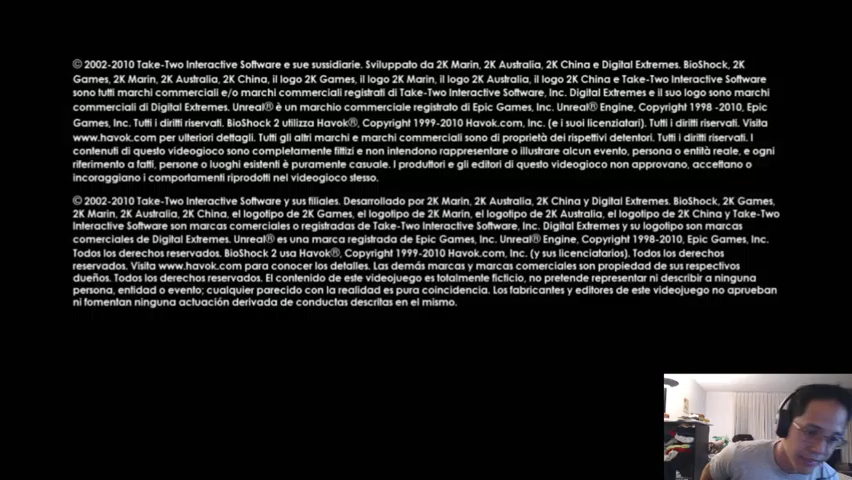 © 2002-2010 Take-Two Interactive Software e sue sussidiarie. Sviluppato da 2K Marin, 2K Australia, 2K China e Digital Extremes. BioShock, 2K
Games, 2K Marin, 2K Australia, 2K China, il logo 2K Games, il logo 2K Marin, il logo 2K Australia, il logo 2K China e Take-Two Interactive Software
sono tutti marchi commerciali e/o marchi commerciali registrati di Take-Two Interactive Software, Inc. Digital Extremes e il suo logo sono marchi
commerciali di Digital Extremes. Unreal® è un marchio commerciale registrato di Epic Games, Inc. Unreal® Engine, Copyright 1998 -2010, Epic
Games, Inc. Tutti i diritti riservati. BioShock 2 utilizza Havok®, Copyright 1999-2010 Havok.com, Inc. (e i suoi licenziatari). Tutti i diritti riservati. Visita
www.havok.com per ulteriori dettagli. Tutti gli altri marchi e marchi commerciali sono di proprietà dei rispettivi detentori. Tutti i diritti riservati. I
contenuti di questo videogioco sono completamente fittizi e non intendono rappresentare o illustrare alcun evento, persona o entità reale, e ogni
riferimento a fatti, persone o luoghi esistenti è puramente casuale. I produttori e gli editori di questo videogioco non approvano, accettano o
incoraggiano i comportamenti riprodotti nel videogioco stesso.
© 2002-2010 Take-Two Interactive Software y sus filiales. Desarrollado por 2K Marin, 2K Australia, 2K China y Digital Extremes. BioShock, 2K Games,
2K Marin, 2K Australia, 2K China, el logotipo de 2K Games, el logotipo de 2K Marin, el logotipo de 2K Australia, el logotipo de 2K China y Take-Two
Interactive Software son marcas comerciales o registradas de Take-Two Interactive Software, Inc. Digital Extremes y su logotipo son marcas
comerciales de Digital Extremes. Unreal® es una marca registrada de Epic Games, Inc. Unreal® Engine, Copyright 1998-2010, Epic Games, Inc.
Todos los derechos reservados. BioShock 2 usa Havok®, Copyright 1999-2010 Havok.com, Inc. (y sus licenciatarios). Todos los derechos
reservados. Visita www.havok.com para conocer los detalles. Las demás marcas y marcas comerciales son propiedad de sus respectivos
dueños. Todos los derechos reservados. El contenido de este videojuego es totalmente ficticio, no pretende representar ni describir a ninguna
persona, entidad o evento; cualquier parecido con la realidad es pura coincidencia. Los fabricantes y editores de este videojuego no aprueban
ni fomentan ninguna actuación derivada de conductas descritas en el mismo.